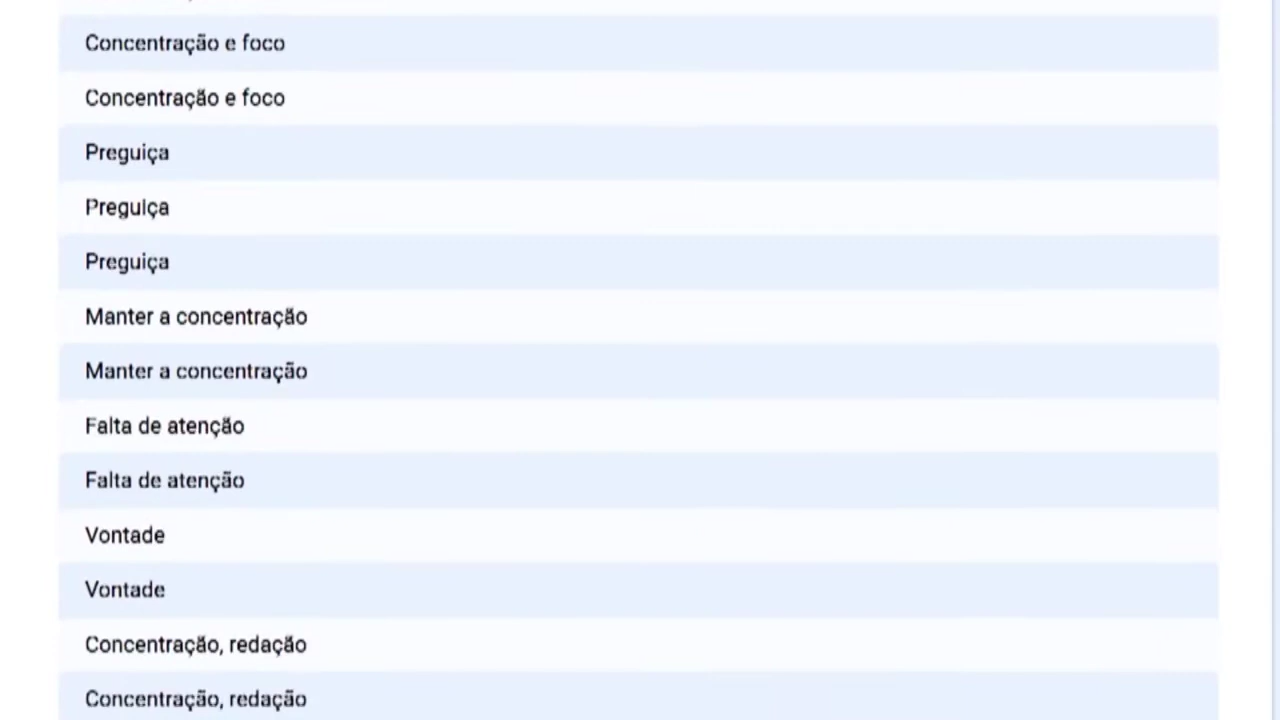 Concentração e foco
Concentração e foco
Preguiça
Preguiça
Preguiça
Manter a concentração
Manter a concentração
Falta de atenção
Falta de atenção
Vontade
Vontade
Concentração, redação
Concentração, redação